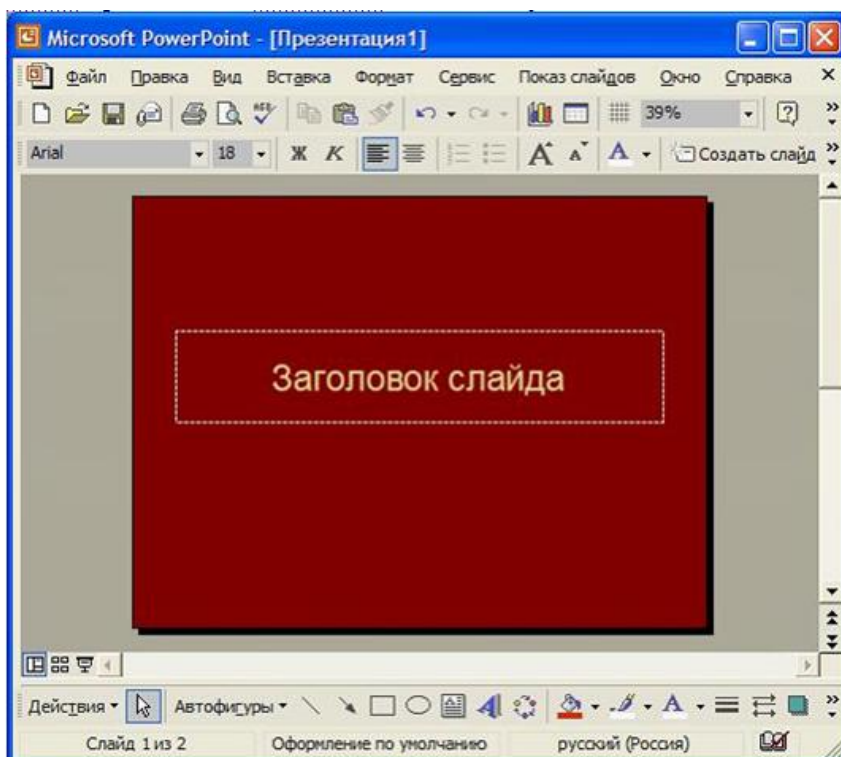 Microsoft PowerPoint - [Презентация1]
Файл Правка Вид Вставка Формат Сервис Показ слайдов Окно Справка
39%
Arial 18 Ж К А А А Создать слайд
Заголовок слайда
Действия Автофигуры А
Слайд 1 из 2 Оформление по умолчанию русский (Россия)